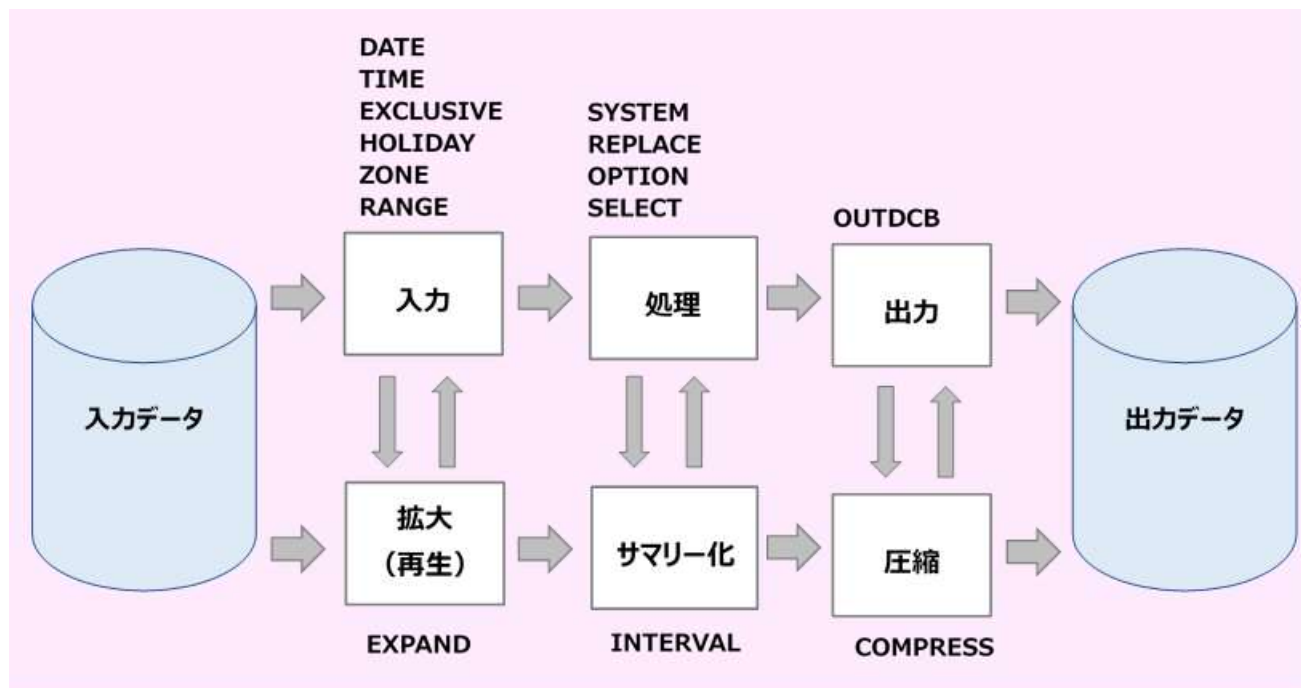 DATE
TIME
EXCLUSIVE
HOLIDAY
ZONE
RANGE
SYSTEM
REPLACE
OPTION
SELECT
OUTDCB
入力データ
入力
処理
出力
出力データ
拡大
（再生）
サマリー化
圧縮
EXPAND
INTERVAL
COMPRESS